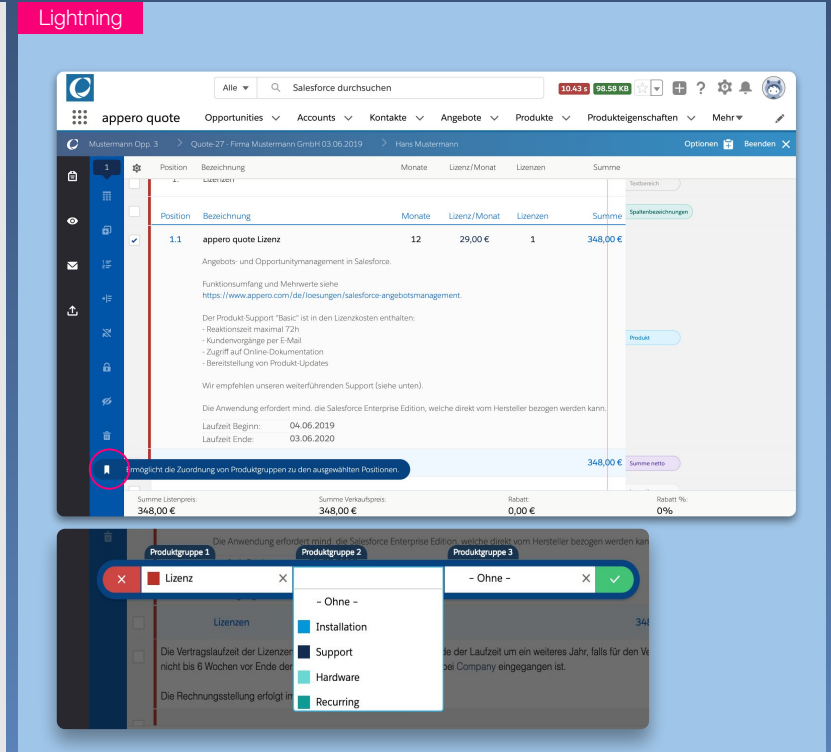 Lightning
Alle Salesforce durchsuchen 10.43 s 98.58 KB
appero quote Opportunities Accounts Kontakte Angebote Produkte Produkteigenschaften Mehr
Mustermann Opp. 3 > Quote-27 - Firma Mustermann GmbH 03.06.2019 > Hans Mustermann Optionen Beenden
1 Position Bezeichnung Monate Lizenz/Monat Lizenzen Summe
1. Lizenzen Textbereich
Position Bezeichnung Monate Lizenz/Monat Lizenzen Summe Spaltenbezeichnungen
1.1 appero quote Lizenz 12 29,00 € 1 348,00 €
Angebots- und Opportunitymanagement in Salesforce.
Funktionsumfang und Mehrwerte siehe
https://www.appero.com/de/loesungen/salesforce-angebotsmanagement.
Der Produkt-Support "Basic" ist in den Lizenzkosten enthalten:
- Reaktionszeit maximal 72h
Produkt
- Kundenvorgänge per E-Mail
- Zugriff auf Online-Dokumentation
- Bereitstellung von Produkt-Updates
Wir empfehlen unseren weiterführenden Support (siehe unten).
Die Anwendung erfordert mind. die Salesforce Enterprise Edition, welche direkt vom Hersteller bezogen werden kann.
Laufzeit Beginn: 04.06.2019
Laufzeit Ende: 03.06.2020
348,00 € Summe netto
Ermöglicht die Zuordnung von Produktgruppen zu den ausgewählten Positionen.
Summe Listenpreis: Summe Verkaufspreis: Rabatt: Rabatt %:
348,00 € 348,00 € 0,00 € 0%
Die Anwendung erfordert mind. die Salesforce Enterprise Edition, welche direkt vom Hersteller bezogen werden kan
Produktgruppe 1 Produktgruppe 2 Produktgruppe 3
Lizenz - Ohne -
- Ohne -
Installation
Support
Hardware
Recurring
Lizenzen 348
Die Vertragslaufzeit der Lizenzen de der Laufzeit um ein weiteres Jahr, falls für den Ve
nicht bis 6 Wochen vor Ende der bei Company eingegangen ist.
Die Rechnungsstellung erfolgt im